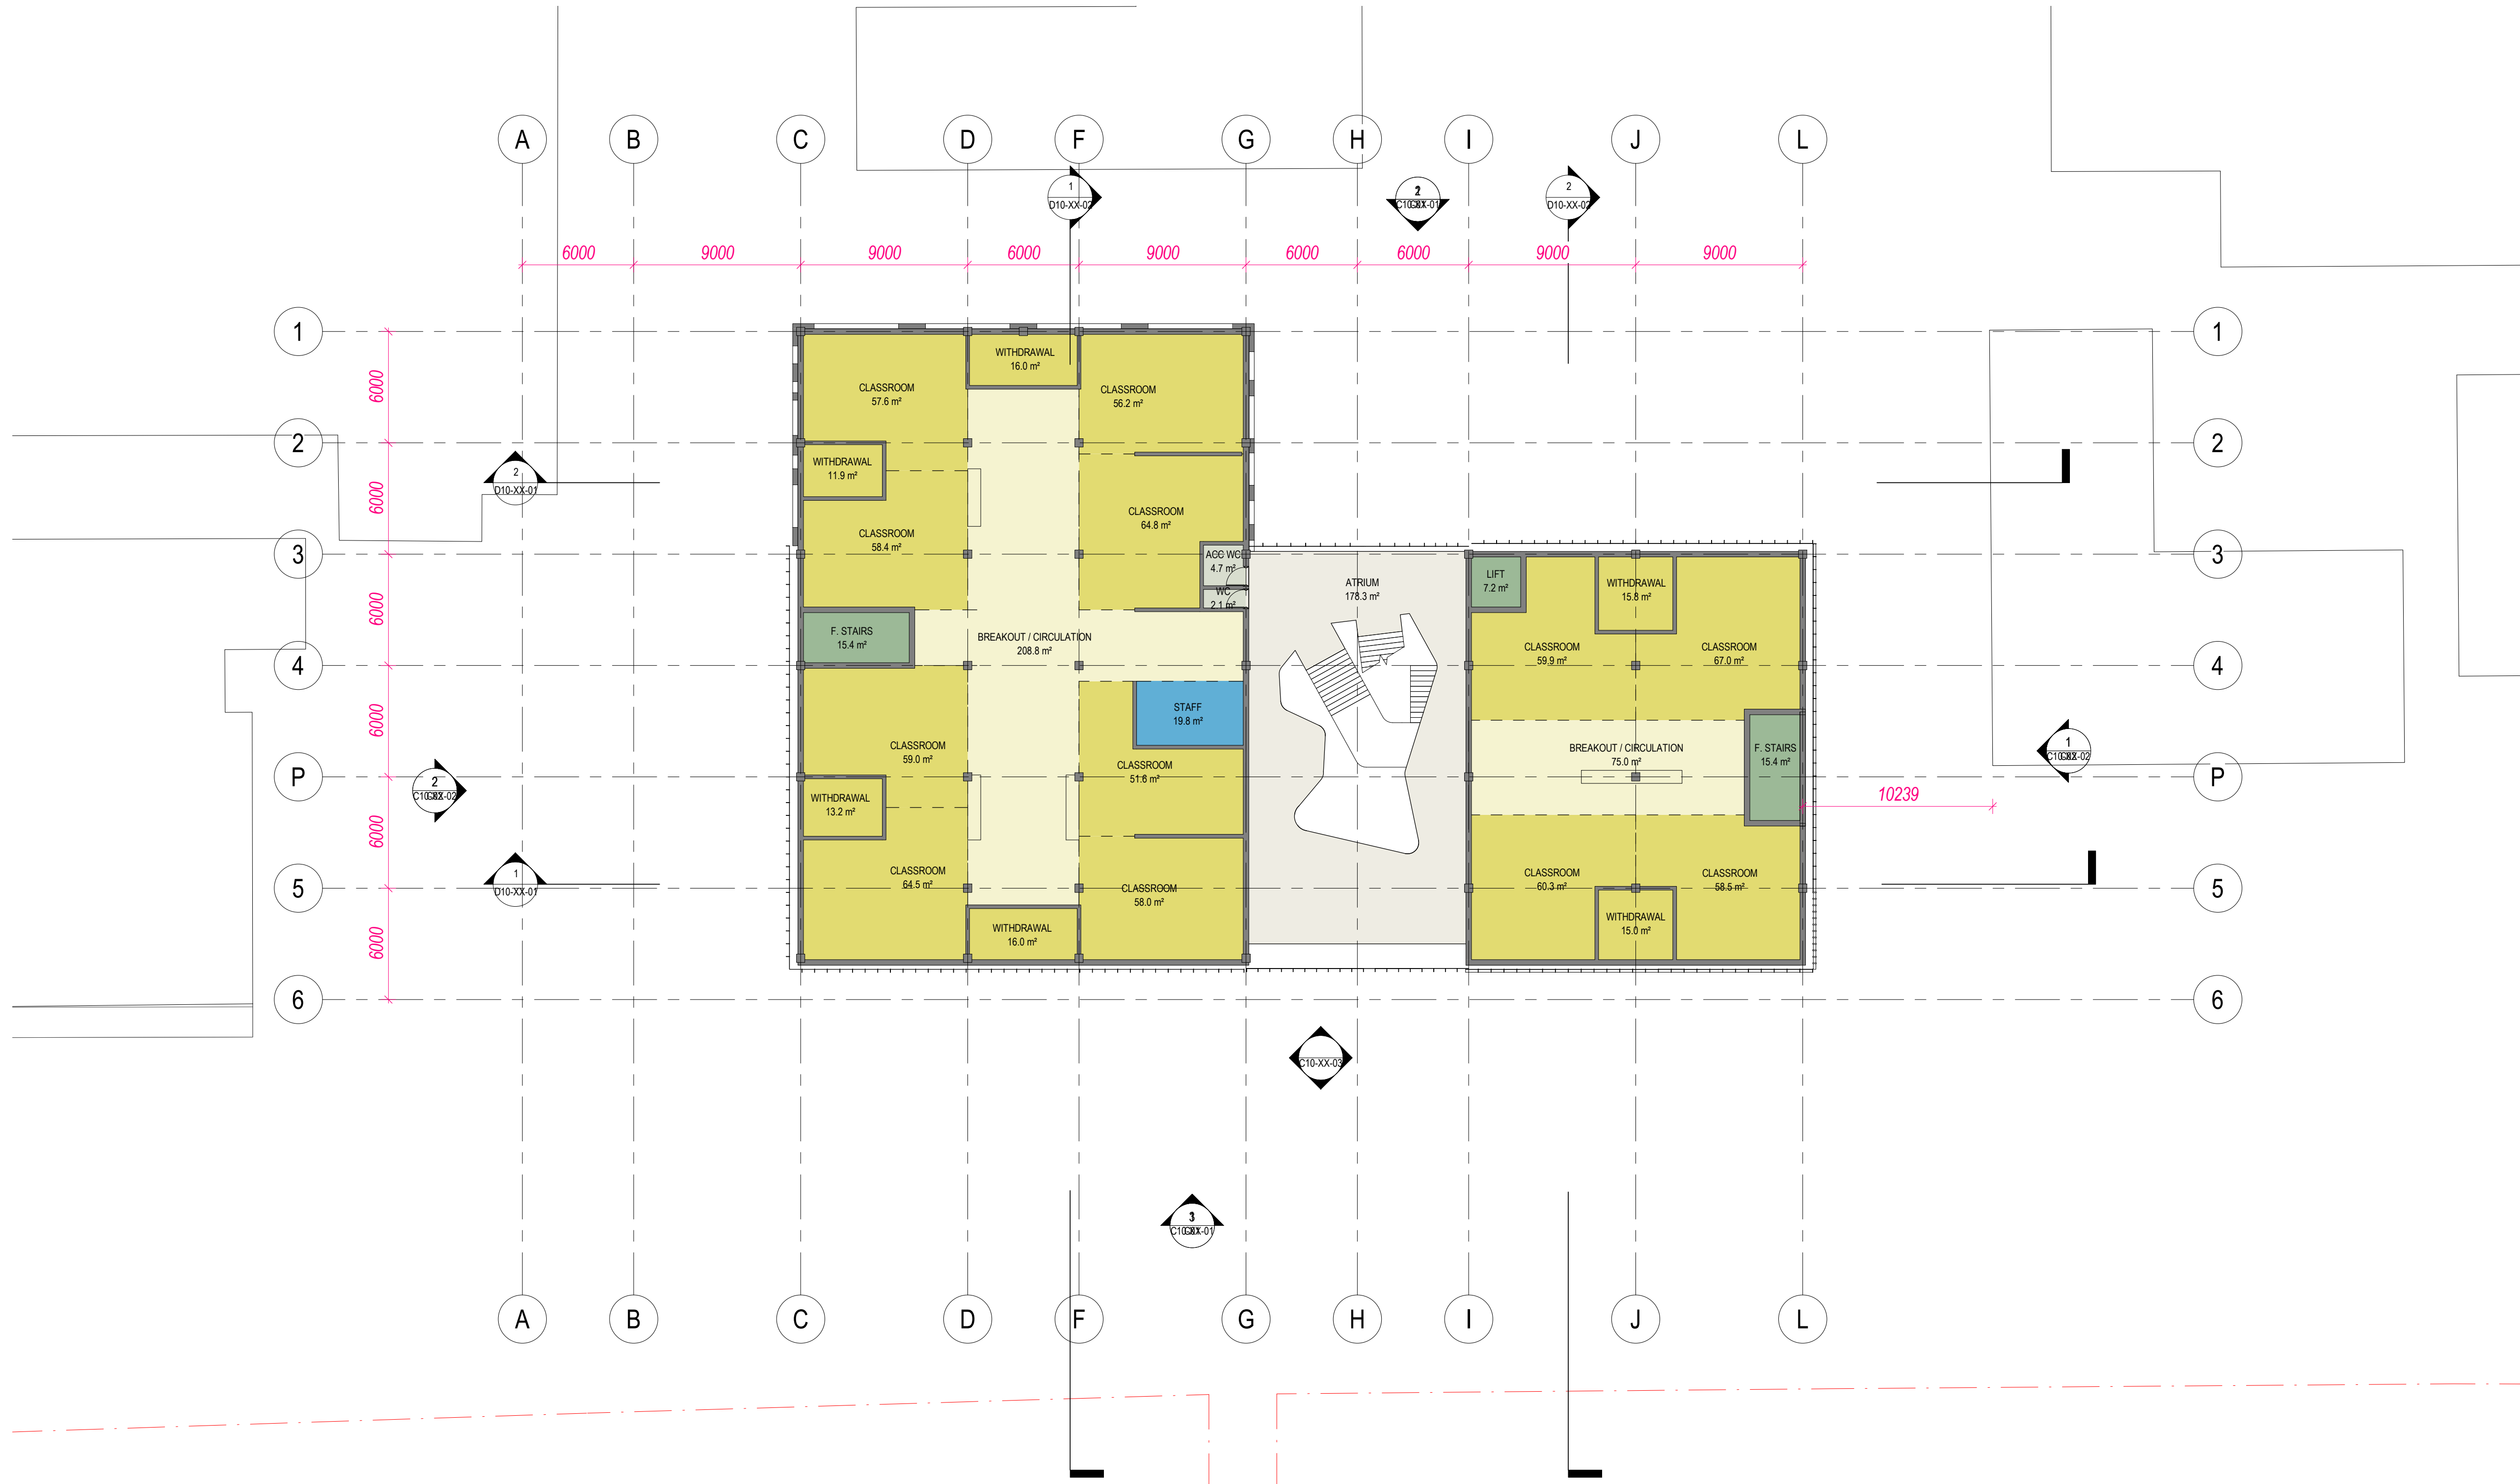 A B C D F G H I J L
1
D10-XX-02
2
D10-XX-02
6000 9000 9000 6000 9000 6000 6000 9000 9000
1 1
WITHDRAWAL
16.0 m²
CLASSROOM
57.6 m²
CLASSROOM
56.2 m²
6000
2 2
WITHDRAWAL
11.9 m²
2
D10-XX-01
6000
CLASSROOM
64.8 m²
CLASSROOM
58.4 m²
3 3
ACC WC
4.7 m²
WC
2.1 m²
ATRIUM
178.3 m²
LIFT
7.2 m²
WITHDRAWAL
15.8 m²
6000
F. STAIRS
15.4 m²
BREAKOUT / CIRCULATION
208.8 m²
CLASSROOM
59.9 m²
CLASSROOM
67.0 m²
4 4
STAFF
19.8 m²
6000
CLASSROOM
59.0 m²
CLASSROOM
51.6 m²
BREAKOUT / CIRCULATION
75.0 m²
F. STAIRS
15.4 m²
1
P P
2
WITHDRAWAL
13.2 m²
10239
6000
CLASSROOM
64.5 m²
CLASSROOM
58.0 m²
CLASSROOM
60.3 m²
CLASSROOM
58.5 m²
1
D10-XX-01
5 5
WITHDRAWAL
16.0 m²
WITHDRAWAL
15.0 m²
6000
6 6
C10-XX-03
A B C D F G H I J L